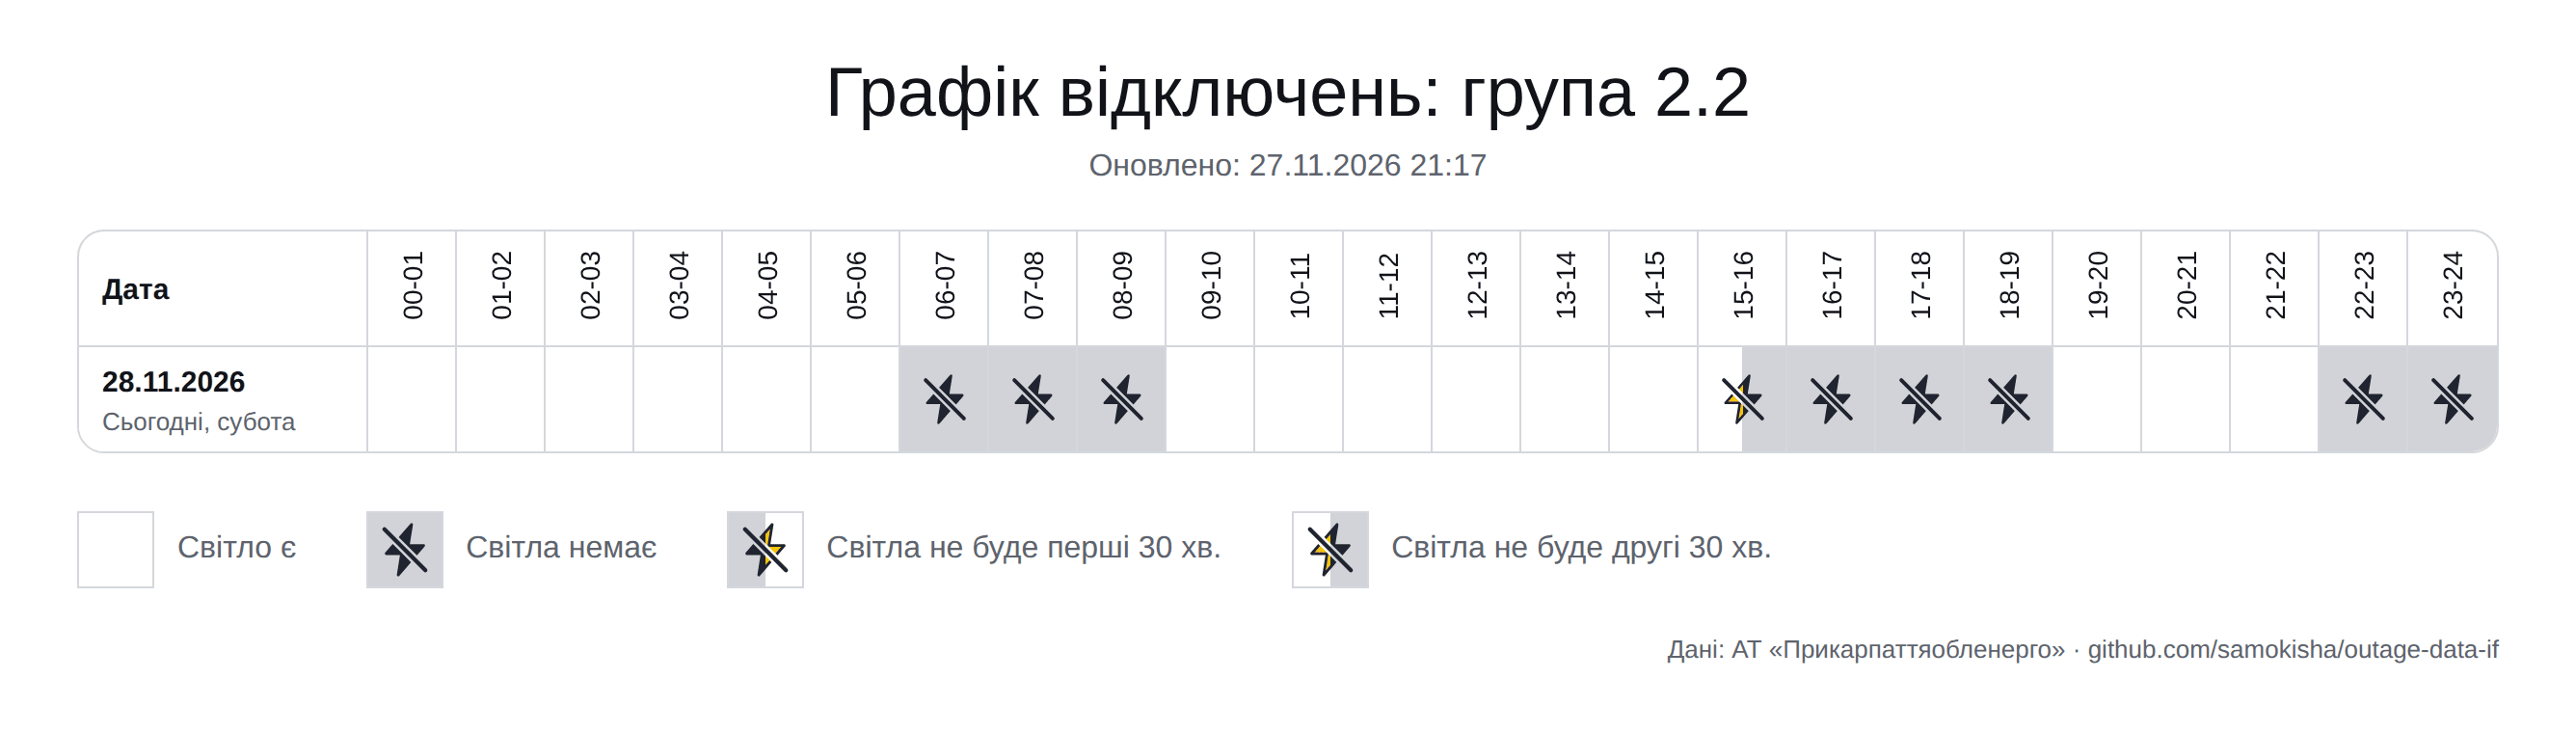 Графік відключень: група 2.2
Оновлено: 27.11.2026 21:17
Дата 00-01 01-02 02-03 03-04 04-05 05-06 06-07 07-08 08-09 09-10 10-11 11-12 12-13 13-14 14-15 15-16 16-17 17-18 18-19 19-20 20-21 21-22 22-23 23-24
28.11.2026
Сьогодні, субота
Світло є Світла немає Світла не буде перші 30 хв. Світла не буде другі 30 хв.
Дані: АТ «Прикарпаттяобленерго» · github.com/samokisha/outage-data-if